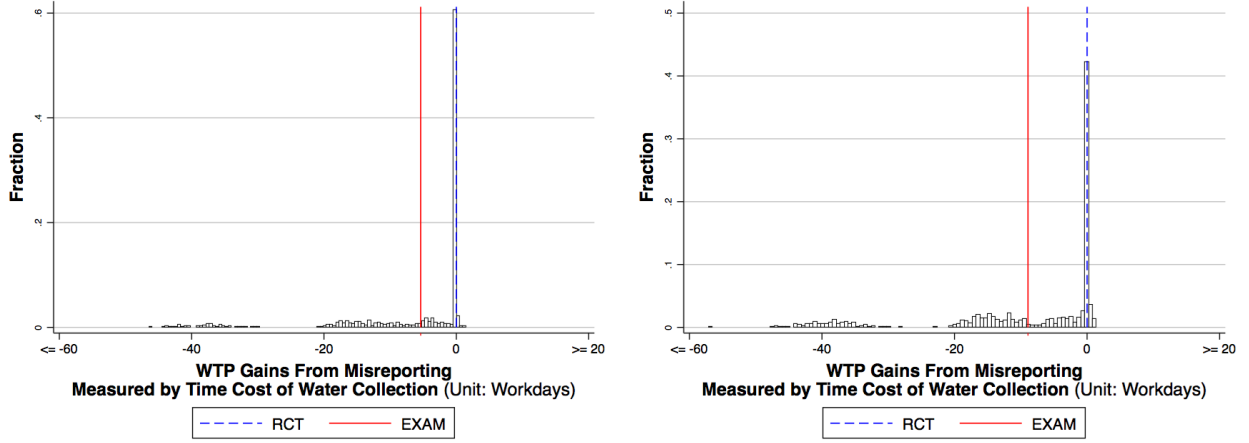 Fraction
.6
.4
.2
0
<= -60
-40
-20
0
>= 20
WTP Gains From Misreporting
Measured by Time Cost of Water Collection (Unit: Workdays)
RCT
EXAM
Fraction
.5
.4
.3
.2
.1
0
<= -60
-40
-20
0
>= 20
WTP Gains From Misreporting
Measured by Time Cost of Water Collection (Unit: Workdays)
RCT
EXAM